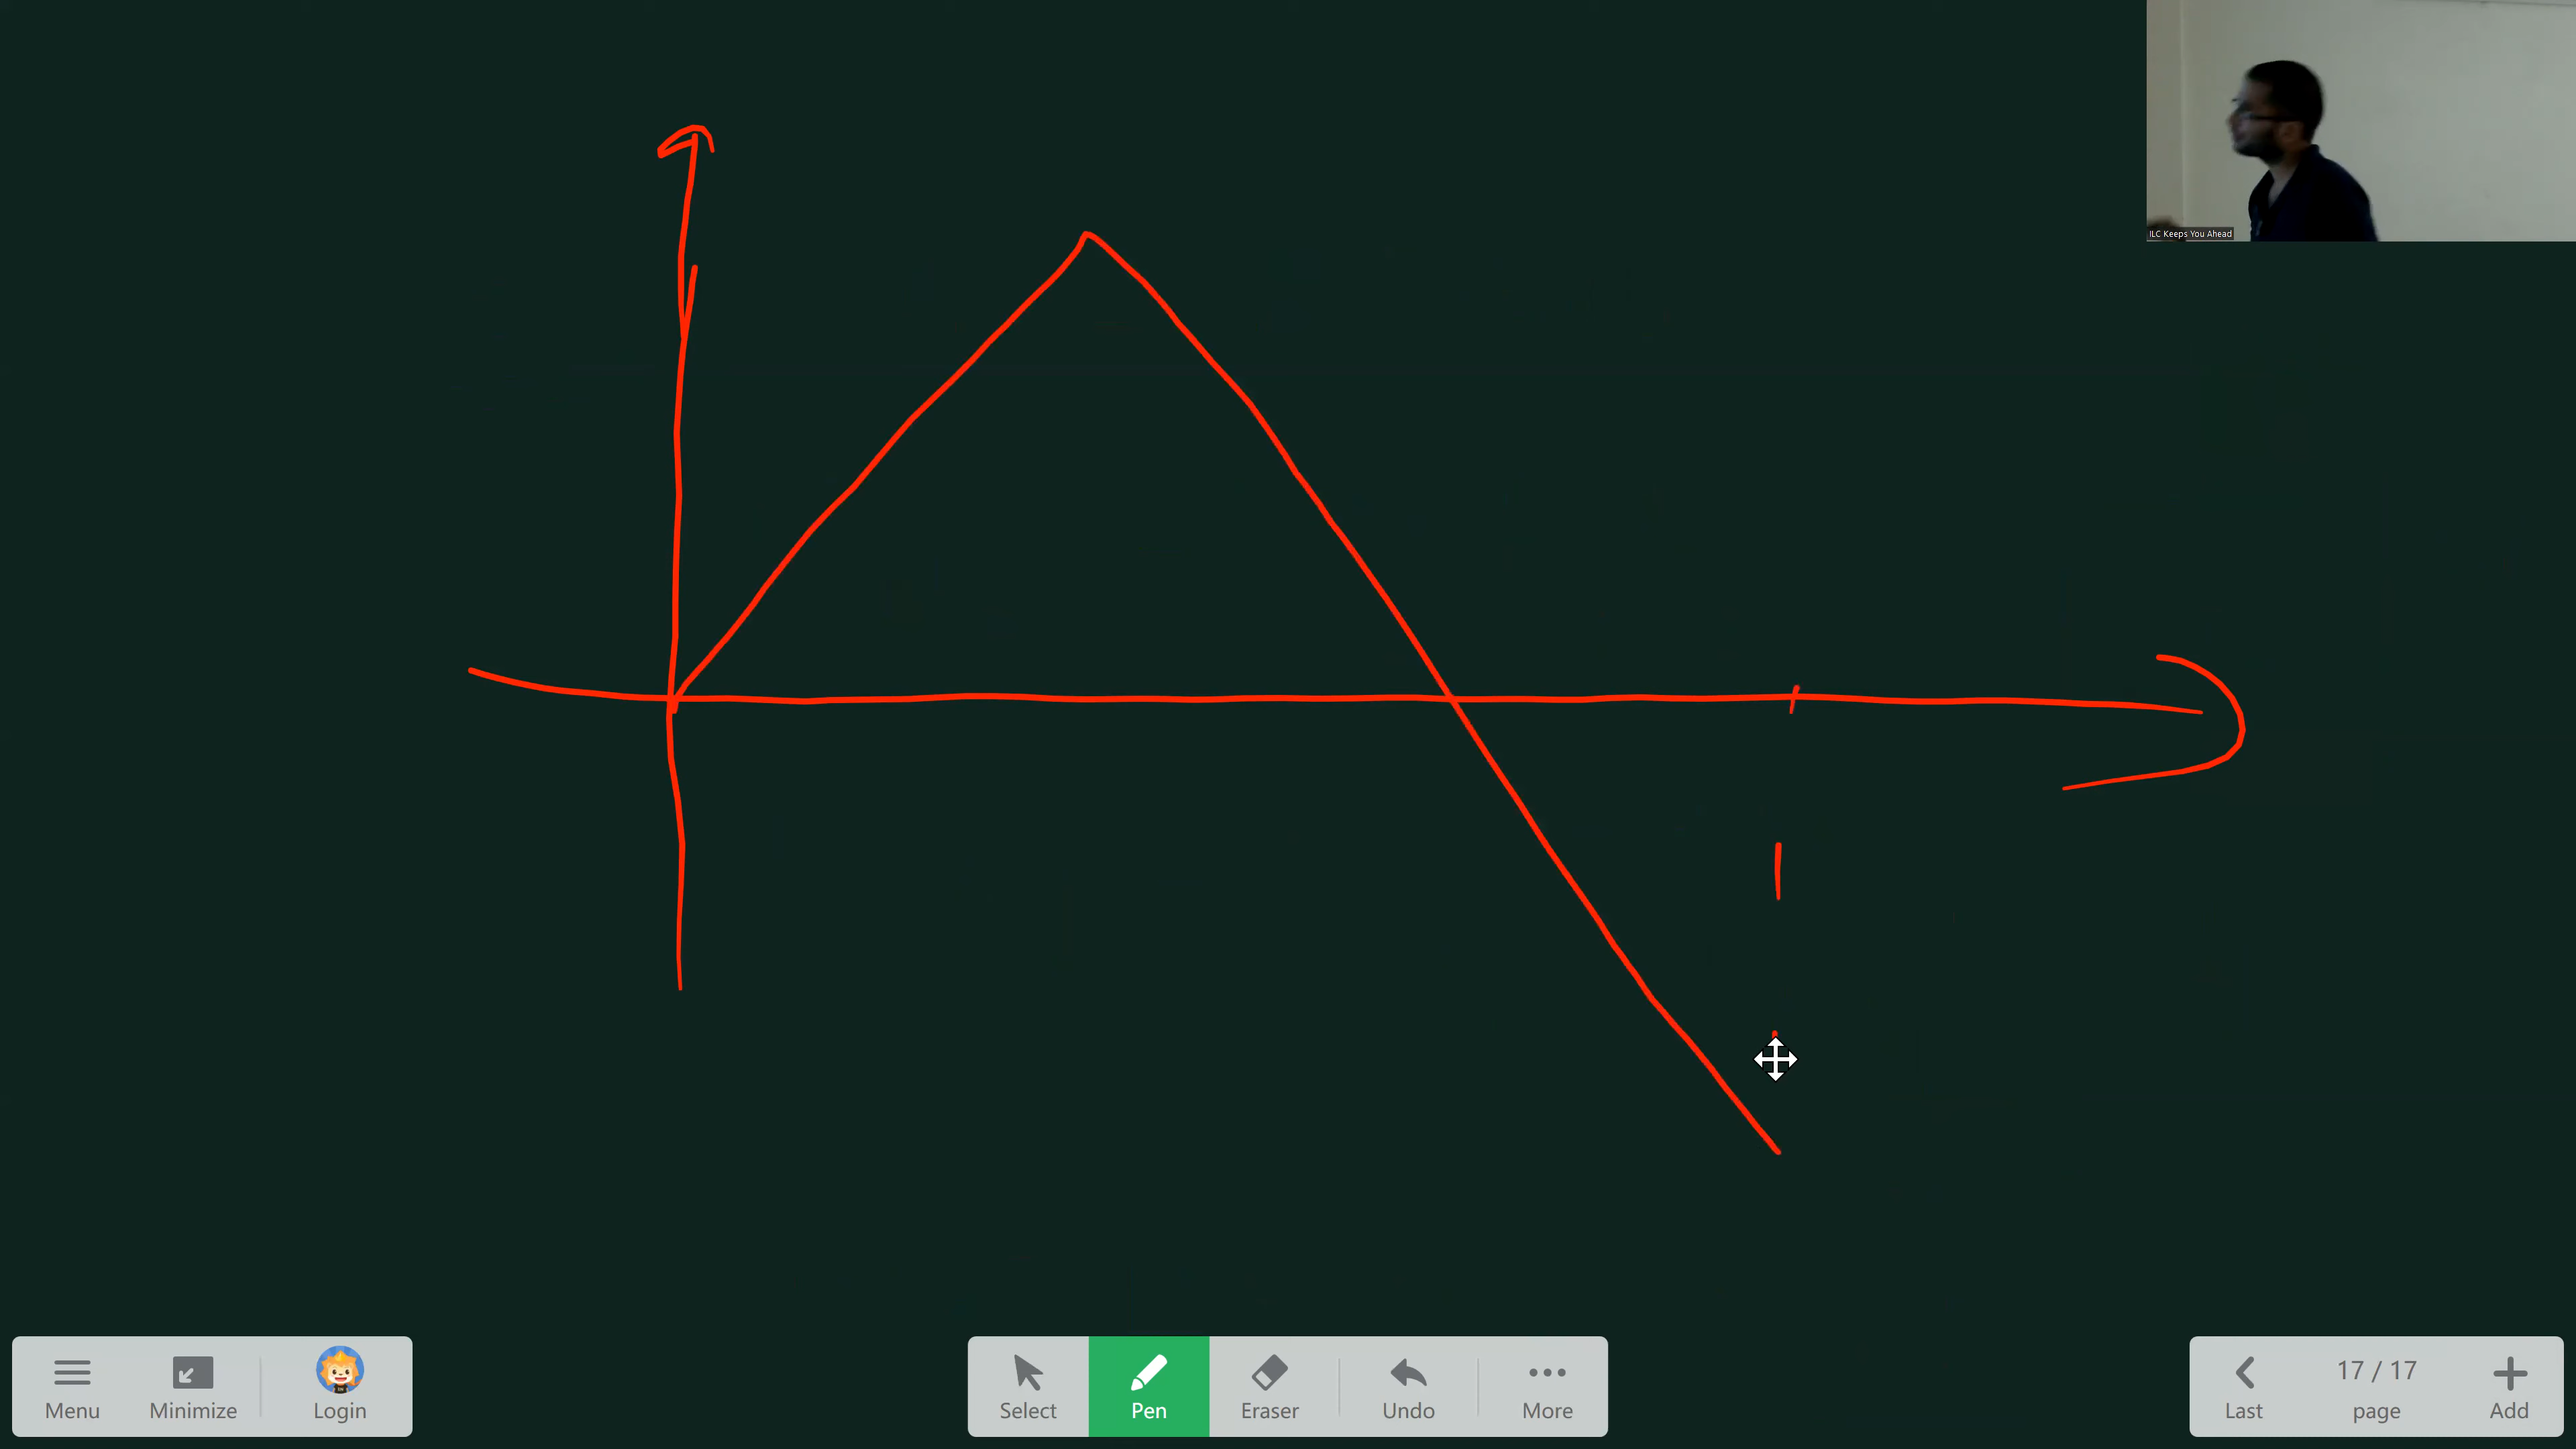 ILC Keeps You Ahead
Menu
Minimize
Login
Select
Pen
Eraser
Undo
More
Last
17 / 17
page
Add